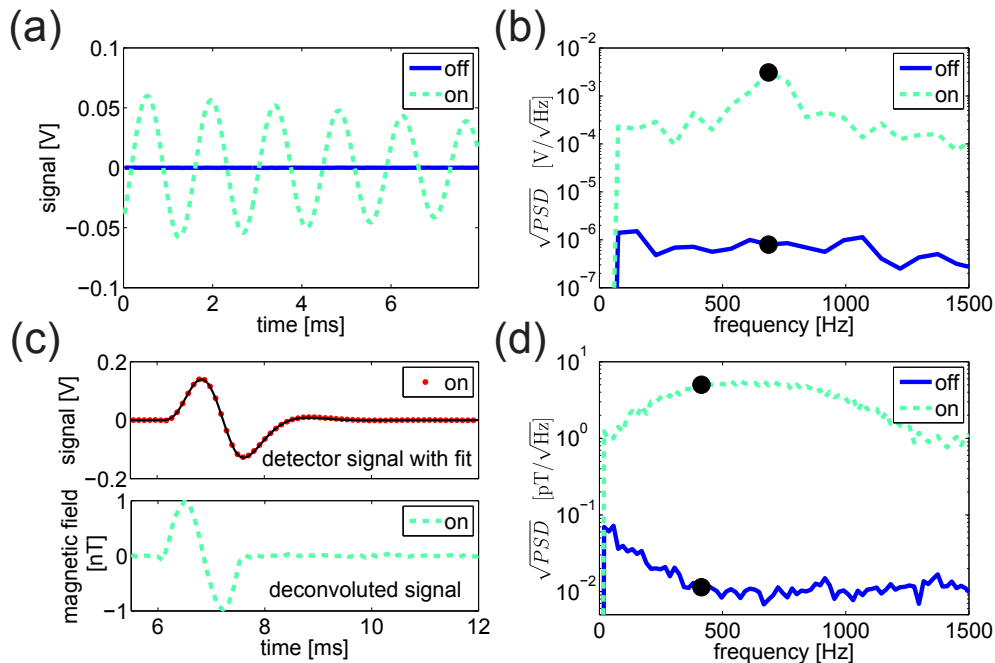 (a)
0.1
0.05
0
−0.05
−0.1
signal [V]
off
on
0
2
4
6
time [ms]
(b)
10−2
10−3
10−4
10−5
10−6
10−7
√PSD [V/√Hz]
off
on
0
500
1000
1500
frequency [Hz]
(c)
0.2
0
−0.2
signal [V]
on
detector signal with fit
1
0
−1
magnetic field
[nT]
on
deconvoluted signal
6
8
10
12
time [ms]
(d)
101
100
10−1
10−2
√PSD [pT/√Hz]
off
on
0
500
1000
1500
frequency [Hz]